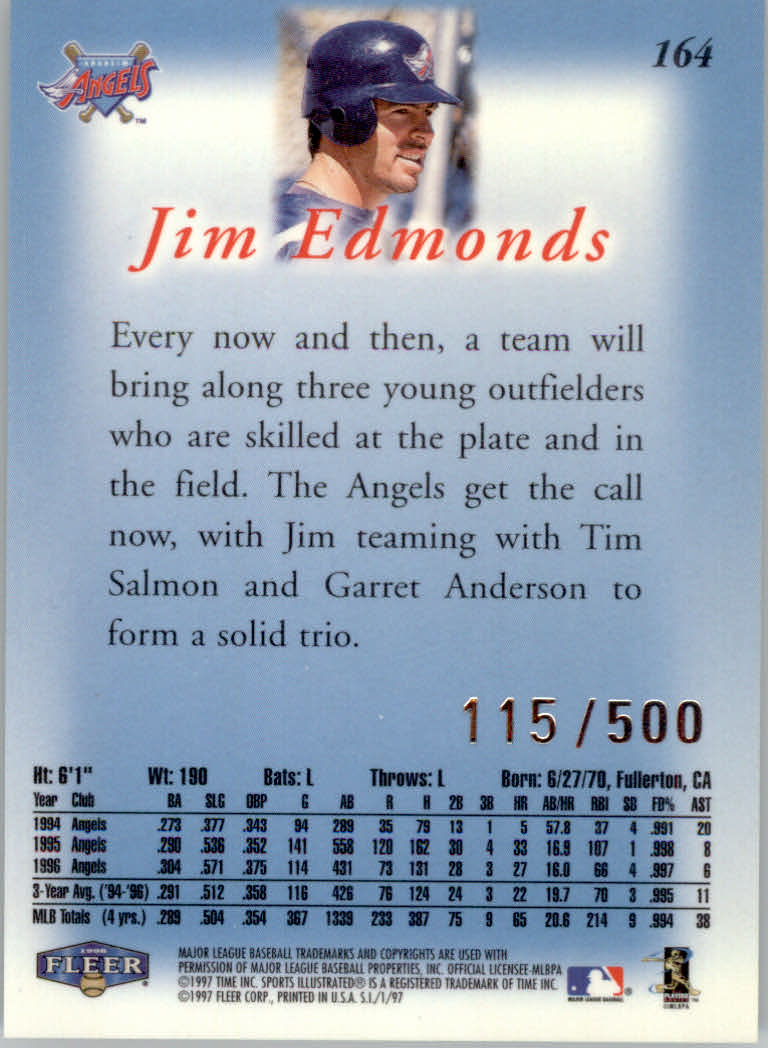 ANAHEIM
ANGELS
TM
164
Jim Edmonds
Every now and then, a team will
bring along three young outfielders
who are skilled at the plate and in
the field. The Angels get the call
now, with Jim teaming with Tim
Salmon and Garret Anderson to
form a solid trio.
115/500
Ht: 6'1" Wt: 190 Bats: L Throws: L Born: 6/27/70, Fullerton, CA
Year Club BA SLG OBP G AB R H 2B 3B HR AB/HR RBI SB FD% AST
1994 Angels .273 .377 .343 94 289 35 79 13 1 5 57.8 37 4 .991 20
1995 Angels .290 .536 .352 141 558 120 162 30 4 33 16.9 107 1 .998 8
1996 Angels .304 .571 .375 114 431 73 131 28 3 27 16.0 66 4 .997 6
3-Year Avg. ('94-'96) .291 .512 .358 116 426 76 124 24 3 22 19.7 70 3 .995 11
MLB Totals (4 yrs.) .289 .504 .354 367 1339 233 387 75 9 65 20.6 214 9 .994 38
1998
FLEER
®
MAJOR LEAGUE BASEBALL TRADEMARKS AND COPYRIGHTS ARE USED WITH
PERMISSION OF MAJOR LEAGUE BASEBALL PROPERTIES, INC. OFFICIAL LICENSEE-MLBPA
©1997 TIME INC. SPORTS ILLUSTRATED® IS A REGISTERED TRADEMARK OF TIME INC.
©1997 FLEER CORP., PRINTED IN U.S.A. S.I./1/97
MAJOR LEAGUE BASEBALL
®
TM
©MLBPA